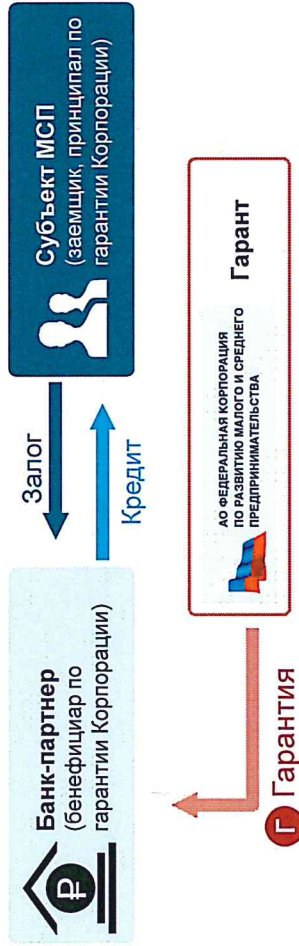 Банк-партнер
(бенефициар по
гарантии Корпорации)
₽
Залог
Кредит
Субъект МСП
(заемщик, принципал по
гарантии Корпорации)
Г Гарантия
АО ФЕДЕРАЛЬНАЯ КОРПОРАЦИЯ
ПО РАЗВИТИЮ МАЛОГО И СРЕДНЕГО
ПРЕДПРИНИМАТЕЛЬСТВА
Гарант